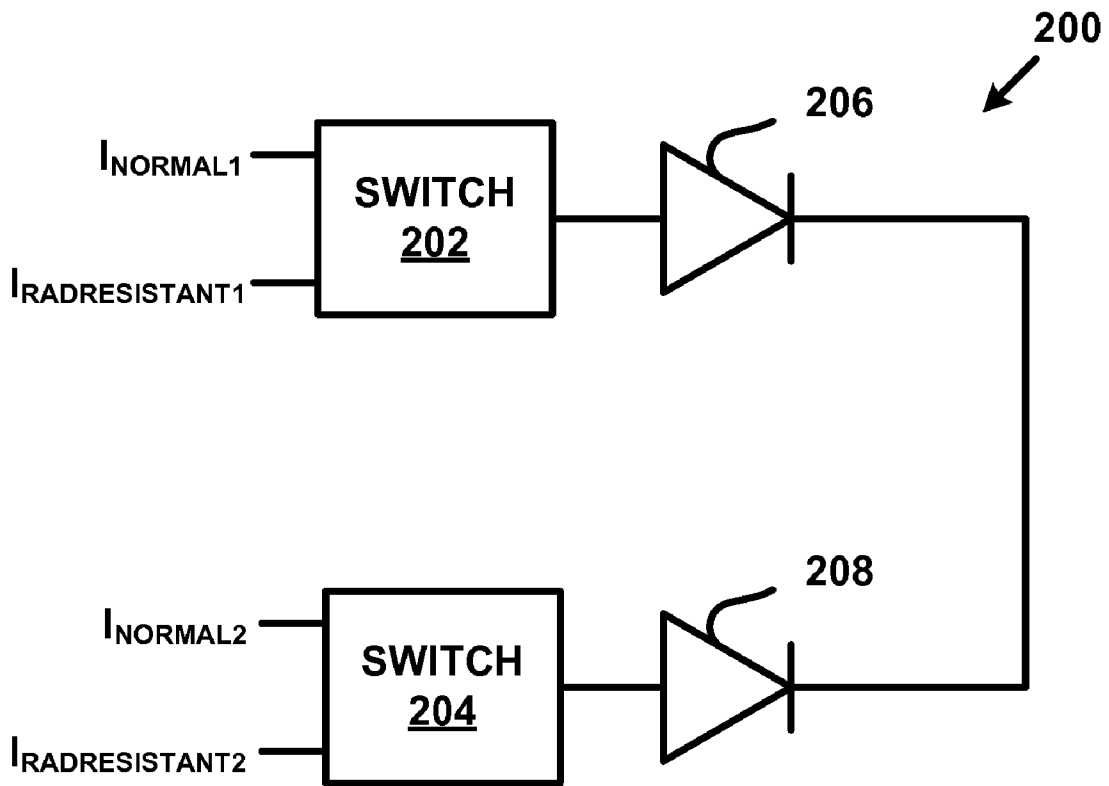 200
206
I_NORMAL1
SWITCH
202
I_RADRESISTANT1
208
I_NORMAL2
SWITCH
204
I_RADRESISTANT2